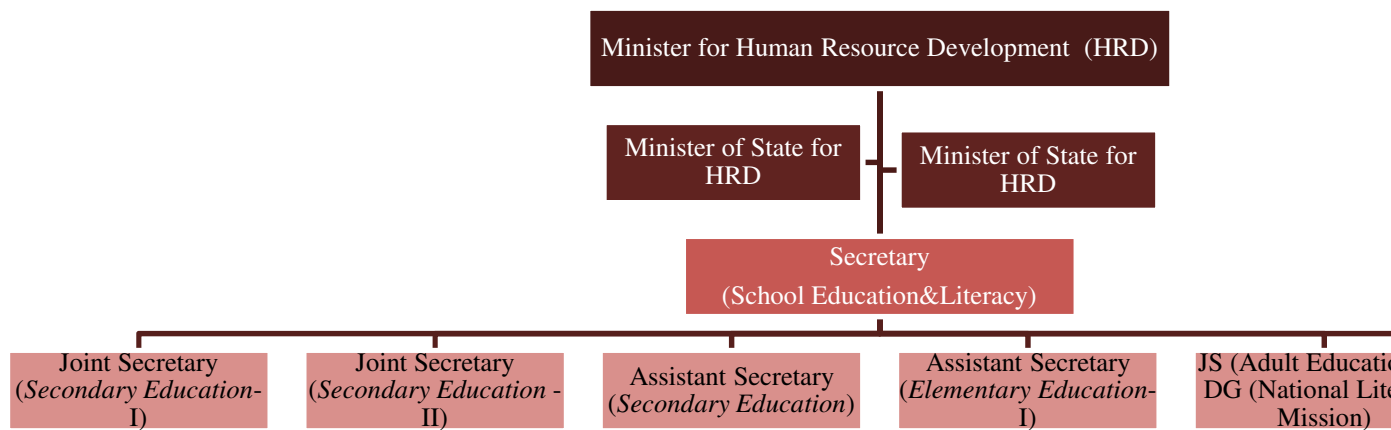 Minister for Human Resource Development (HRD)
Minister of State for
HRD
Minister of State for
HRD
Secretary
(School Education&Literacy)
Joint Secretary
(Secondary Education-
I)
Joint Secretary
(Secondary Education -
II)
Assistant Secretary
(Secondary Education)
Assistant Secretary
(Elementary Education-
I)
JS (Adult
DG (National
Mission)